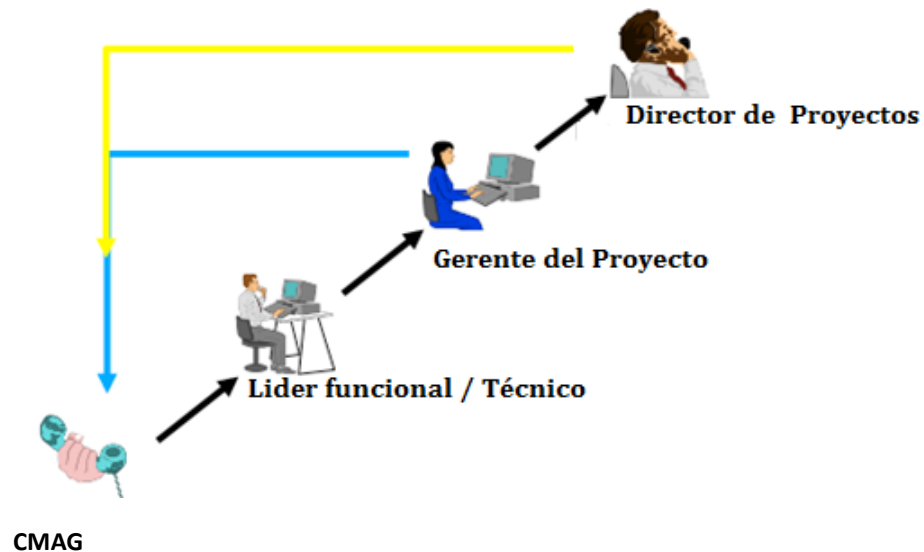 Director de Proyectos
Gerente del Proyecto
Lider funcional / Técnico
CMAG